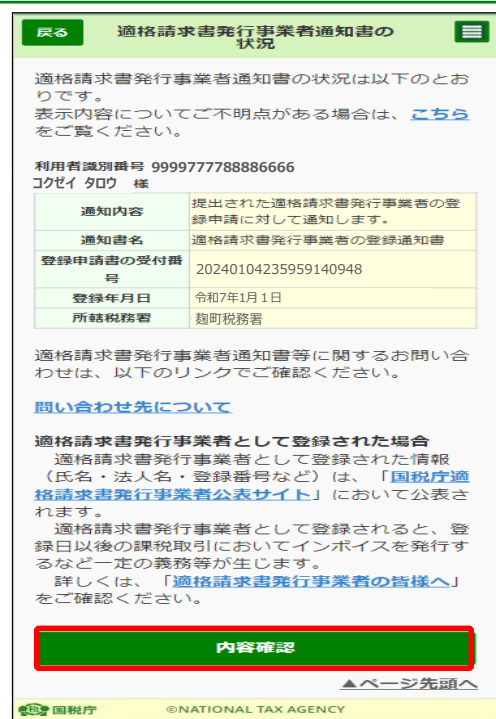 戻る
適格請求書発行事業者通知書の
状況
適格請求書発行事業者通知書の状況は以下のとお
りです。
表示内容についてご不明点がある場合は、こちら
をご覧ください。
利用者識別番号 9999777788886666
コクゼイ タロウ 様
通知内容
提出された適格請求書発行事業者の登
録申請に対して通知します。
通知書名
適格請求書発行事業者の登録通知書
登録申請書の受付番
号
20240104235959140948
登録年月日
令和7年1月1日
所轄税務署
麹町税務署
適格請求書発行事業者通知書等に関するお問い合
わせは、以下のリンクでご確認ください。
問い合わせ先について
適格請求書発行事業者として登録された場合
適格請求書発行事業者として登録された情報
（氏名・法人名・登録番号など）は、「国税庁適
格請求書発行事業者公表サイト」において公表さ
れます。
適格請求書発行事業者として登録されると、登
録日以後の課税取引においてインボイスを発行す
るなど一定の義務等が生じます。
詳しくは、「適格請求書発行事業者の皆様へ」
をご確認ください。
内容確認
▲ページ先頭へ
税 国税庁 ©NATIONAL TAX AGENCY